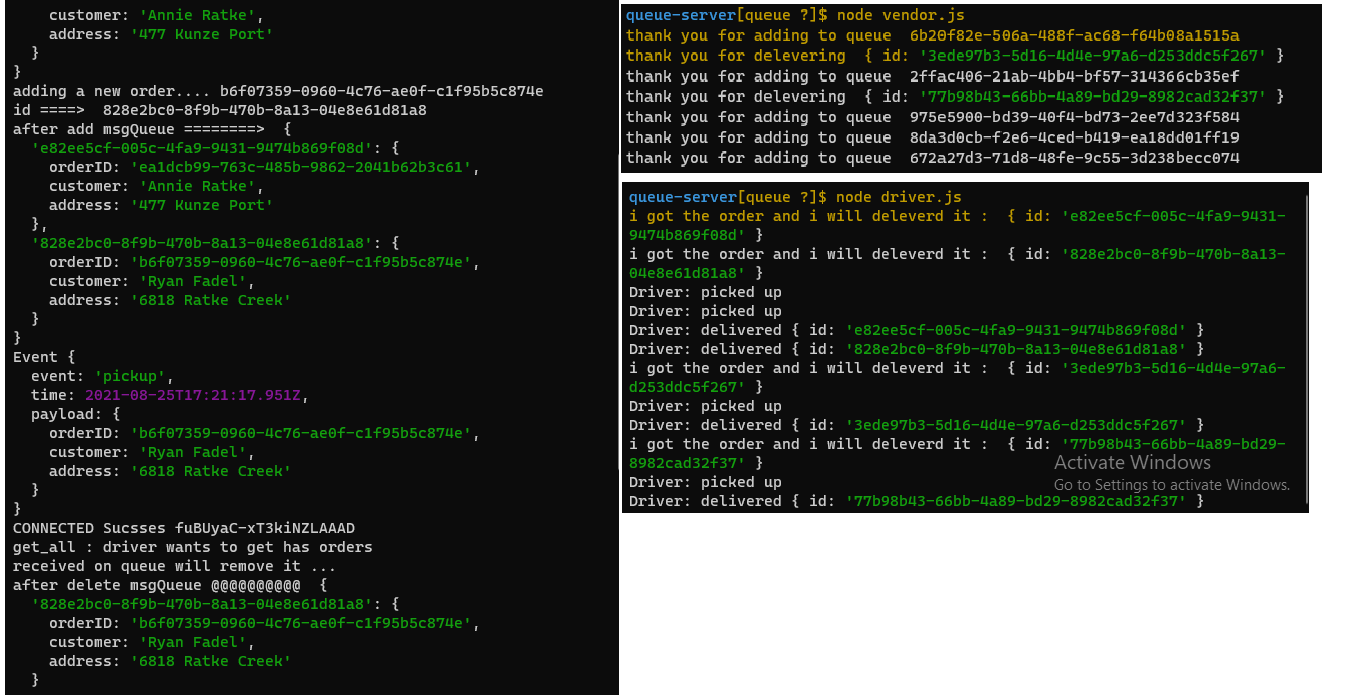 customer: 'Annie Ratke',
address: '477 Kunze Port'
}
}
adding a new order.... b6f07359-0960-4c76-ae0f-c1f95b5c874e
id ====>  828e2bc0-8f9b-470b-8a13-04e8e61d81a8
after add msgQueue ========>  {
'e82ee5cf-005c-4fa9-9431-9474b869f08d': {
orderID: 'ea1dcb99-763c-485b-9862-2041b62b3c61',
customer: 'Annie Ratke',
address: '477 Kunze Port'
},
'828e2bc0-8f9b-470b-8a13-04e8e61d81a8': {
orderID: 'b6f07359-0960-4c76-ae0f-c1f95b5c874e',
customer: 'Ryan Fadel',
address: '6818 Ratke Creek'
}
}
Event {
event: 'pickup',
time: 2021-08-25T17:21:17.951Z,
payload: {
orderID: 'b6f07359-0960-4c76-ae0f-c1f95b5c874e',
customer: 'Ryan Fadel',
address: '6818 Ratke Creek'
}
}
CONNECTED Sucsses fuBUyaC-xT3kiNZLAAAD
get_all : driver wants to get has orders
received on queue will remove it ...
after delete msgQueue @@@@@@@@@@  {
'828e2bc0-8f9b-470b-8a13-04e8e61d81a8': {
orderID: 'b6f07359-0960-4c76-ae0f-c1f95b5c874e',
customer: 'Ryan Fadel',
address: '6818 Ratke Creek'
}
queue-server[queue ?]$ node vendor.js
thank you for adding to queue  6b20f82e-506a-488f-ac68-f64b08a1515a
thank you for delevering  { id: '3ede97b3-5d16-4d4e-97a6-d253ddc5f267' }
thank you for adding to queue  2ffac406-21ab-4bb4-bf57-314366cb35ef
thank you for delevering  { id: '77b98b43-66bb-4a89-bd29-8982cad32f37' }
thank you for adding to queue  975e5900-bd39-40f4-bd73-2ee7d323f584
thank you for adding to queue  8da3d0cb-f2e6-4ced-b419-ea18dd01ff19
thank you for adding to queue  672a27d3-71d8-48fe-9c55-3d238becc074
queue-server[queue ?]$ node driver.js
i got the order and i will deleverd it :  { id: 'e82ee5cf-005c-4fa9-9431-
9474b869f08d' }
i got the order and i will deleverd it :  { id: '828e2bc0-8f9b-470b-8a13-
04e8e61d81a8' }
Driver: picked up
Driver: picked up
Driver: delivered { id: 'e82ee5cf-005c-4fa9-9431-9474b869f08d' }
Driver: delivered { id: '828e2bc0-8f9b-470b-8a13-04e8e61d81a8' }
i got the order and i will deleverd it :  { id: '3ede97b3-5d16-4d4e-97a6-
d253ddc5f267' }
Driver: picked up
Driver: delivered { id: '3ede97b3-5d16-4d4e-97a6-d253ddc5f267' }
i got the order and i will deleverd it :  { id: '77b98b43-66bb-4a89-bd29-
8982cad32f37' }
Activate Windows
Driver: picked up
Go to Settings to activate Windows.
Driver: delivered { id: '77b98b43-66bb-4a89-bd29-8982cad32f37' }